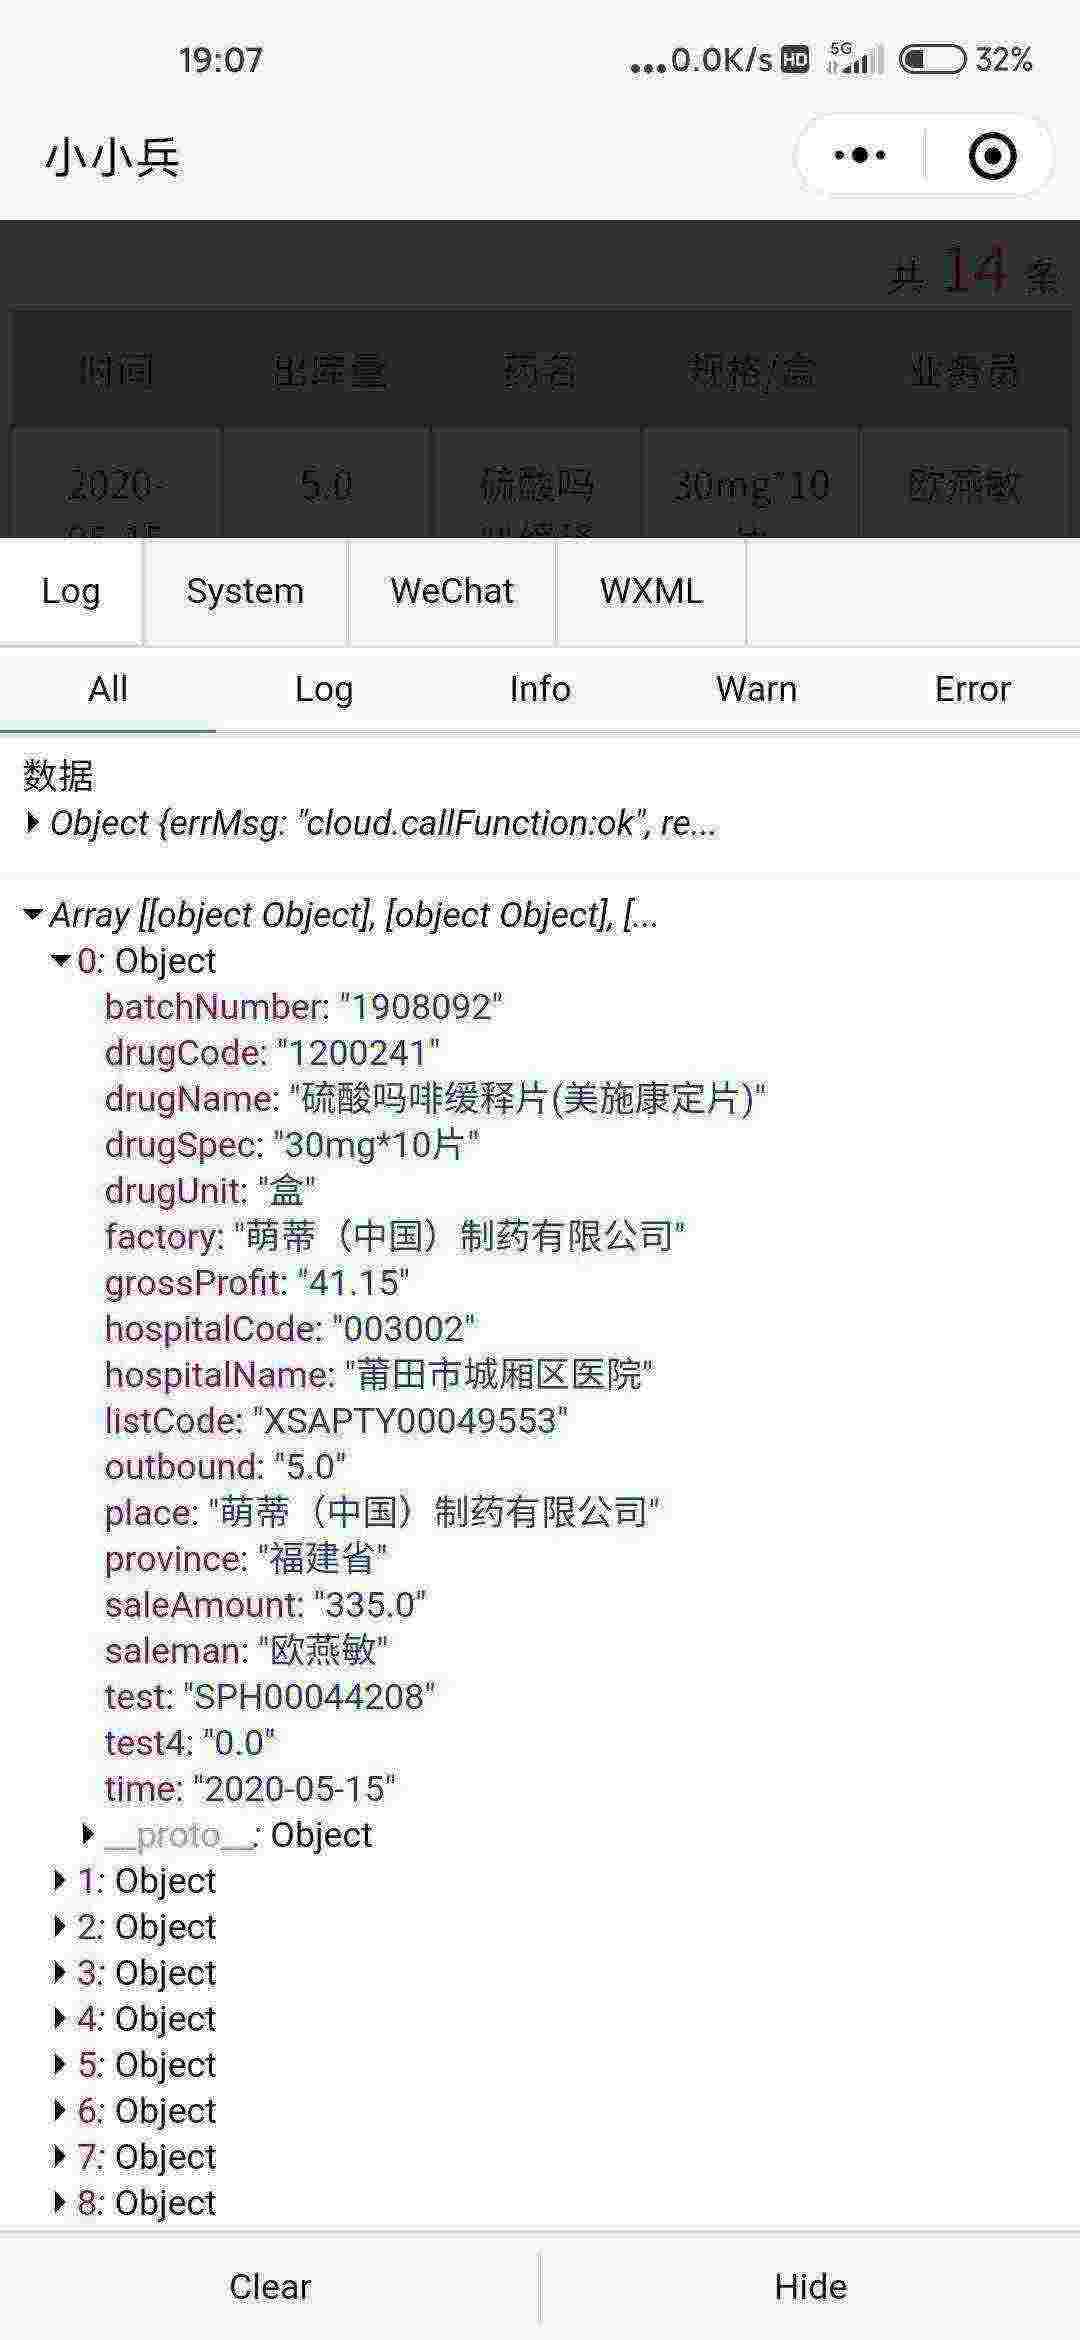 19:07
...0.0K/s HD 5G 32%
小小兵
共 14 条
时间 出库量 药名 规格/盒 业务员
2020- 5.0 硫酸吗 30mg*10 欧燕敏
05-15 啡缓释 片
Log System WeChat WXML
All Log Info Warn Error
数据
Object {errMsg: "cloud.callFunction:ok", re...
Array [[object Object], [object Object], [...
0: Object
batchNumber: "1908092"
drugCode: "1200241"
drugName: "硫酸吗啡缓释片(美施康定片)"
drugSpec: "30mg*10片"
drugUnit: "盒"
factory: "萌蒂（中国）制药有限公司"
grossProfit: "41.15"
hospitalCode: "003002"
hospitalName: "莆田市城厢区医院"
listCode: "XSAPTY00049553"
outbound: "5.0"
place: "萌蒂（中国）制药有限公司"
province: "福建省"
saleAmount: "335.0"
saleman: "欧燕敏"
test: "SPH00044208"
test4: "0.0"
time: "2020-05-15"
__proto__: Object
1: Object
2: Object
3: Object
4: Object
5: Object
6: Object
7: Object
8: Object
Clear Hide